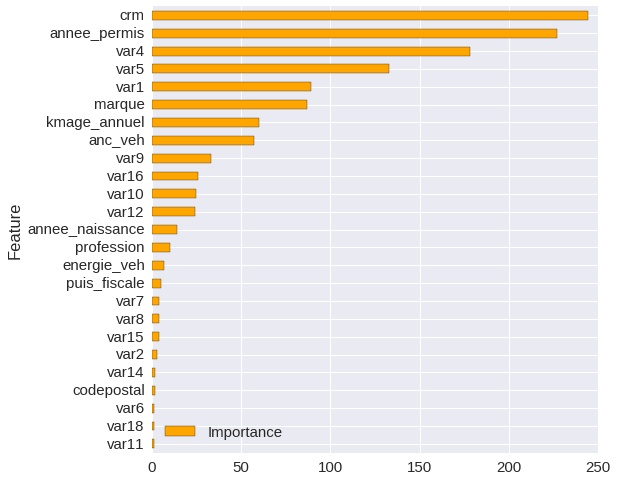 crm
annee_permis
var4
var5
var1
marque
kmage_annuel
anc_veh
var9
var16
var10
var12
annee_naissance
profession
energie_veh
puis_fiscale
var7
var8
var15
var2
var14
codepostal
var6
var18
var11
Feature
Importance
0 50 100 150 200 250